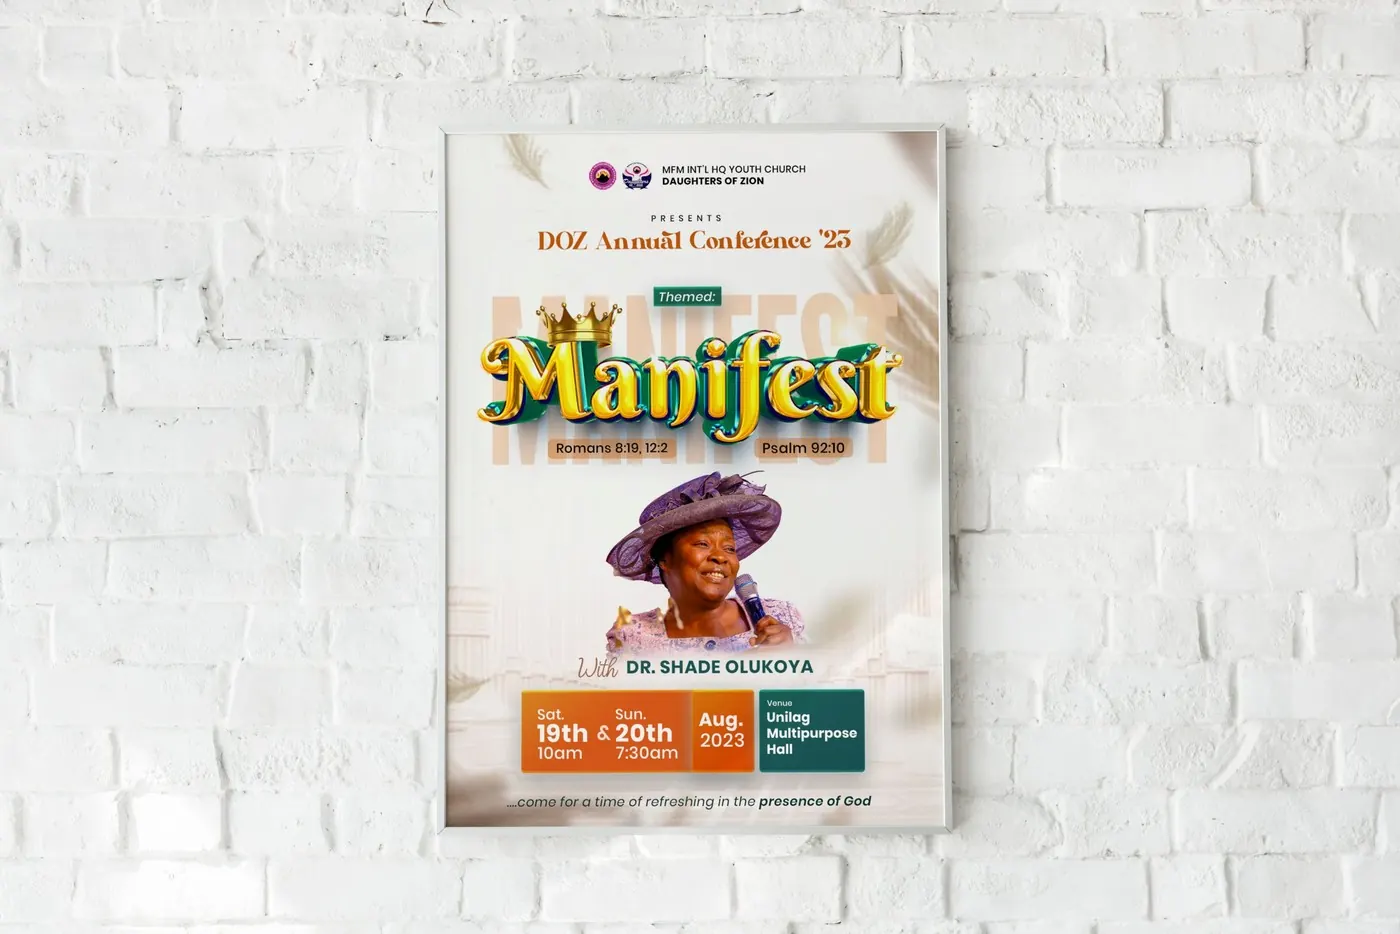 MFM INT'L HQ YOUTH CHURCH
DAUGHTERS OF ZION
PRESENTS
DOZ Annual Conference '23
Themed:
MANIFEST
Manifest
Romans 8:19, 12:2
Psalm 92:10
With DR. SHADE OLUKOYA
Sat.
19th
10am
&
Sun.
20th
7:30am
Aug.
2023
Venue
Unilag
Multipurpose
Hall
....come for a time of refreshing in the presence of God